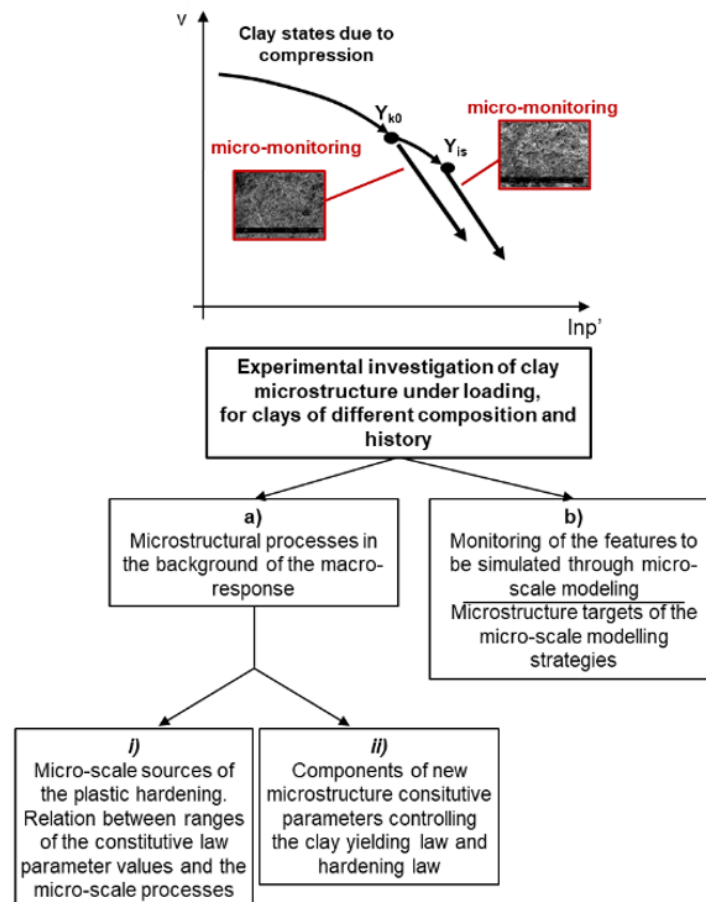 v
Clay states due to
compression
Yk0
micro-monitoring
Yis
micro-monitoring
lnp'
Experimental investigation of clay
microstructure under loading,
for clays of different composition and
history
a)
Microstructural processes in
the background of the macro-
response
b)
Monitoring of the features to
be simulated through micro-
scale modeling
Microstructure targets of the
micro-scale modelling
strategies
i)
Micro-scale sources of
the plastic hardening.
Relation between ranges
of the constitutive law
parameter values and the
micro-scale processes
ii)
Components of new
microstructure consitutive
parameters controlling
the clay yielding law and
hardening law